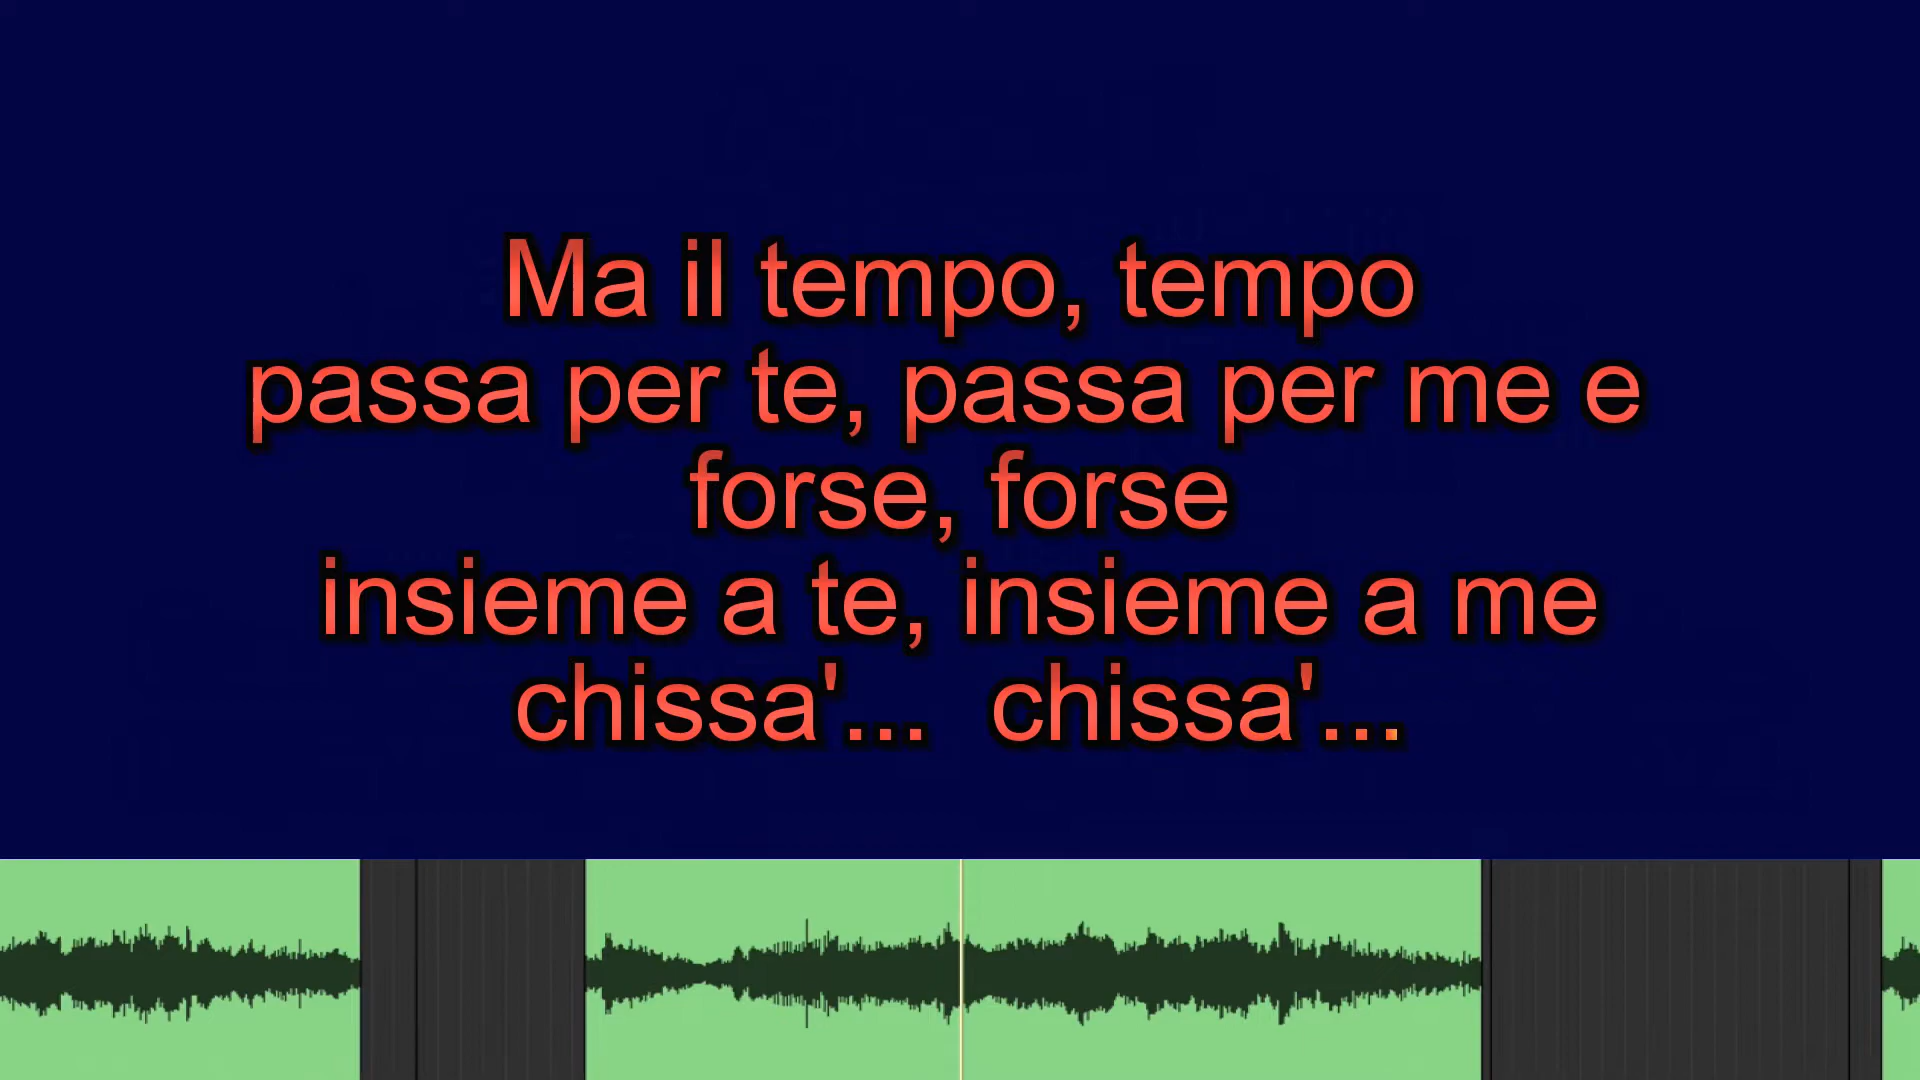 Ma il tempo, tempo
passa per te, passa per me e
forse, forse
insieme a te, insieme a me
chissa'...  chissa'...